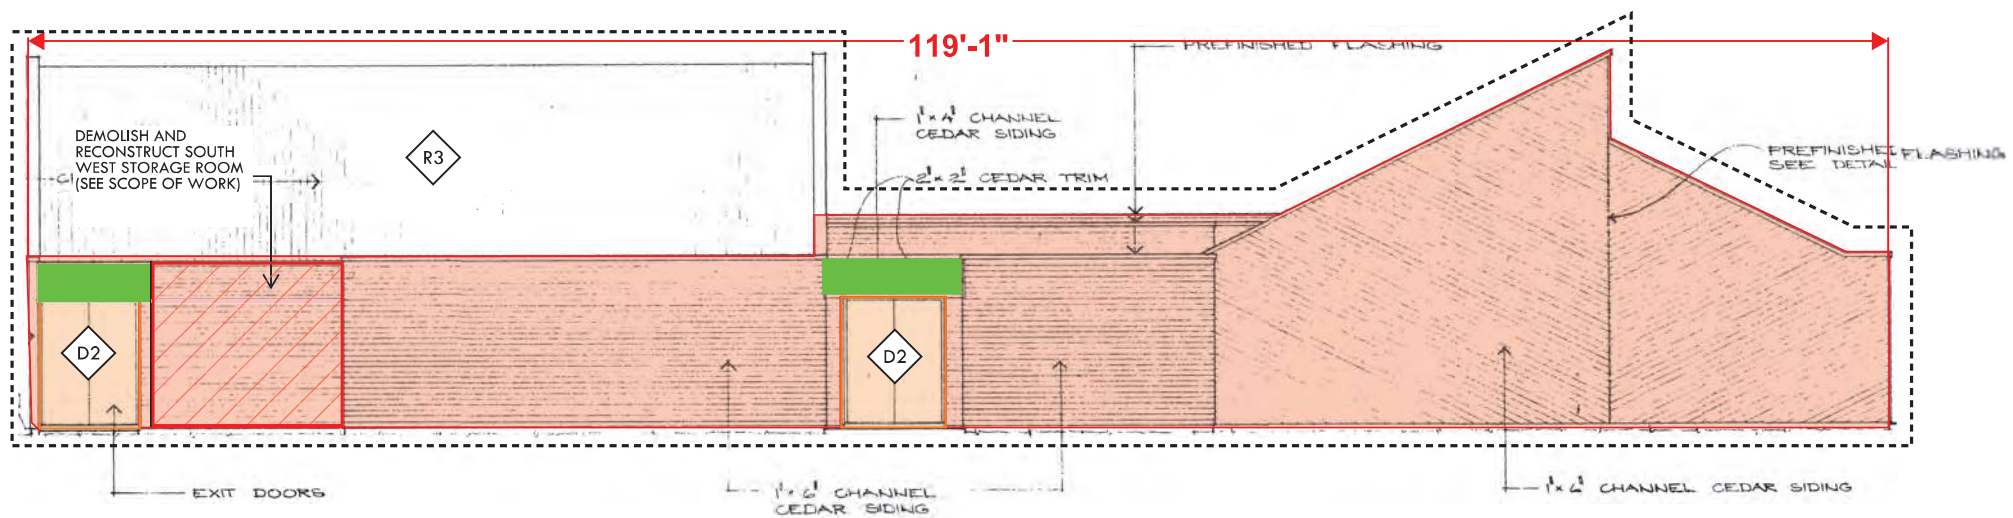 119'-1"
PREFINISHED FLASHING
1"x4" CHANNEL
CEDAR SIDING
DEMOLISH AND
RECONSTRUCT SOUTH
WEST STORAGE ROOM
(SEE SCOPE OF WORK)
R3
2"x2" CEDAR TRIM
PREFINISHED FLASHING
SEE DETAIL
D2
D2
EXIT DOORS
1"x6" CHANNEL
CEDAR SIDING
CHANNEL CEDAR SIDING